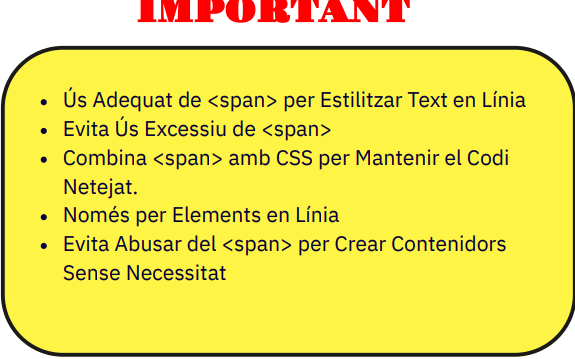 IMPORTANT
• Ús Adequat de <span> per Estilitzar Text en Línia
• Evita Ús Excessiu de <span>
• Combina <span> amb CSS per Mantenir el Codi
Netejat.
• Només per Elements en Línia
• Evita Abusar del <span> per Crear Contenidors
Sense Necessitat